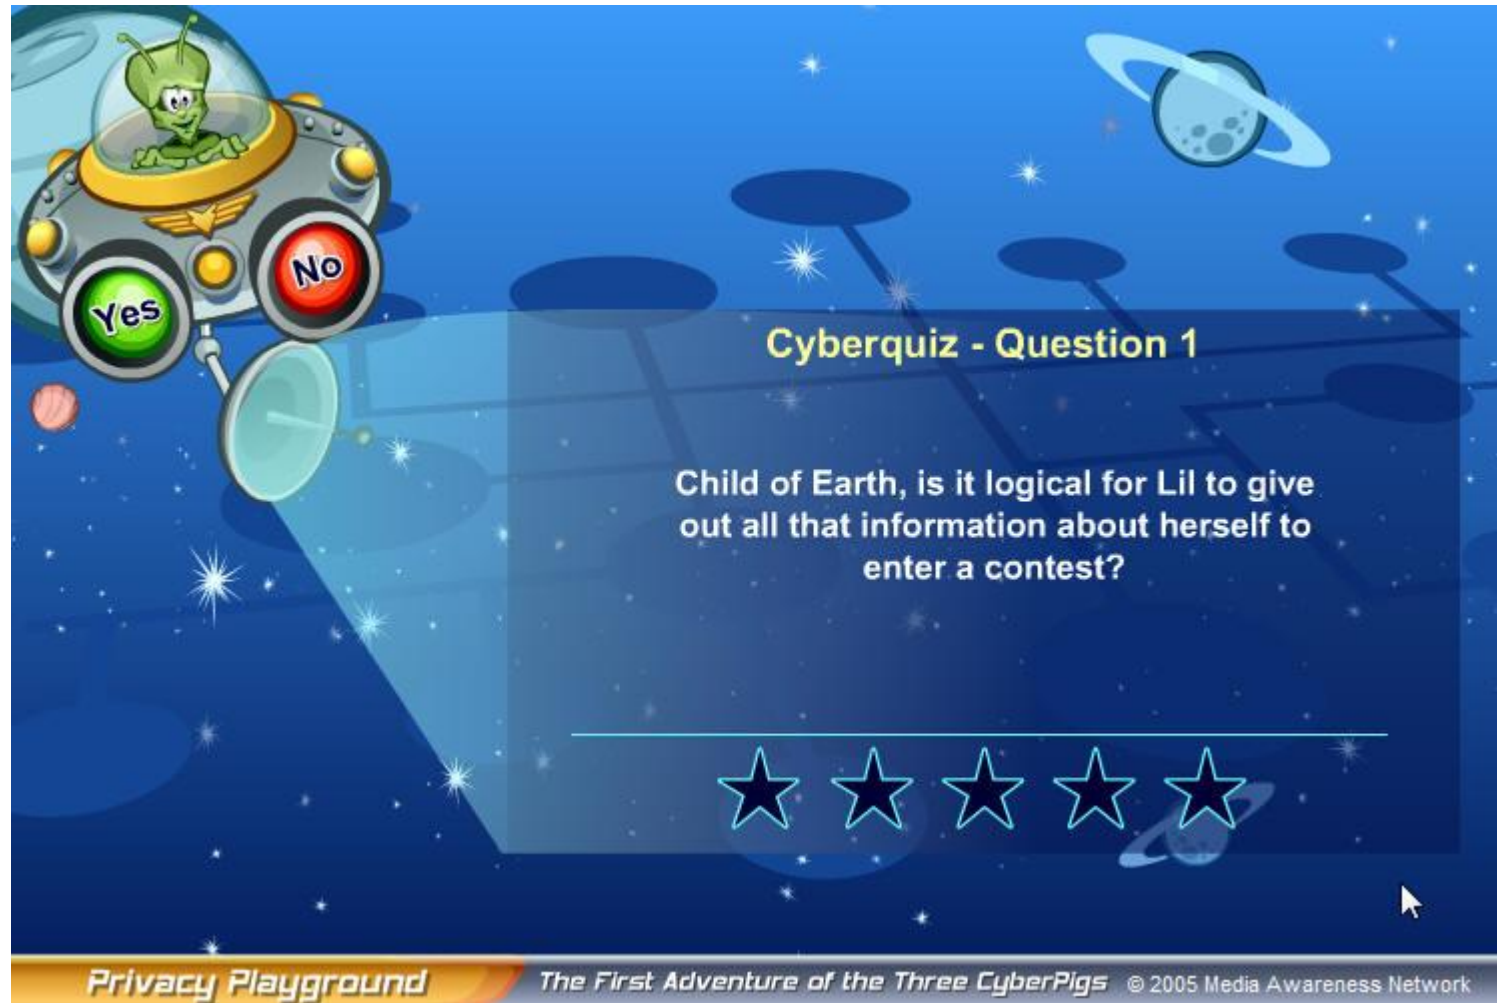 Yes
No
Cyberquiz - Question 1
Child of Earth, is it logical for Lil to give
out all that information about herself to
enter a contest?
Privacy Playground
The First Adventure of the Three CyberPigs © 2005 Media Awareness Network